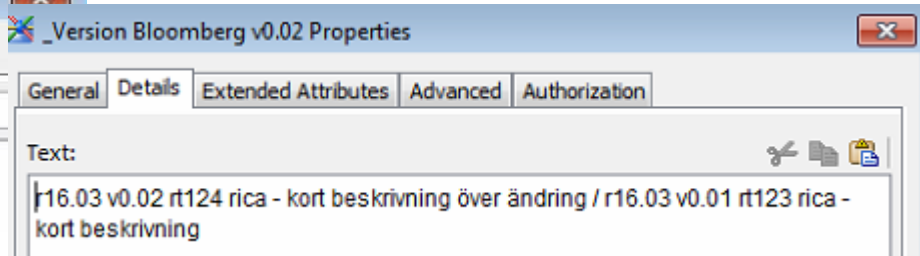 _Version Bloomberg v0.02 Properties
General Details Extended Attributes Advanced Authorization
Text:
r16.03 v0.02 rt124 rica - kort beskrivning över ändring / r16.03 v0.01 rt123 rica -
kort beskrivning